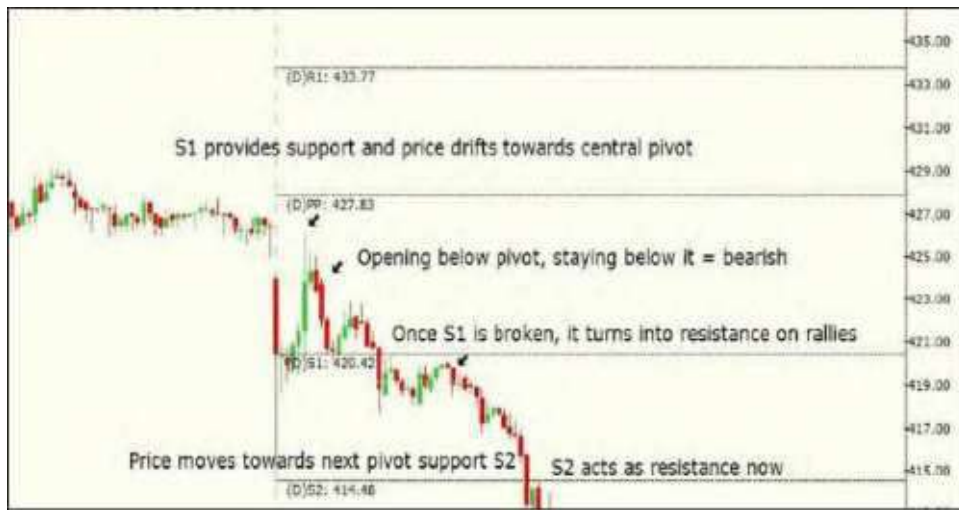 435.00
(D)R1: 433.77
433.00
431.00
S1 provides support and price drifts towards central pivot
429.00
(D)PP: 427.83
427.00
Opening below pivot, staying below it = bearish
425.00
423.00
Once S1 is broken, it turns into resistance on rallies
421.00
(D)S1: 420.42
419.00
417.00
Price moves towards next pivot support S2
S2 acts as resistance now
415.00
(D)S2: 414.48